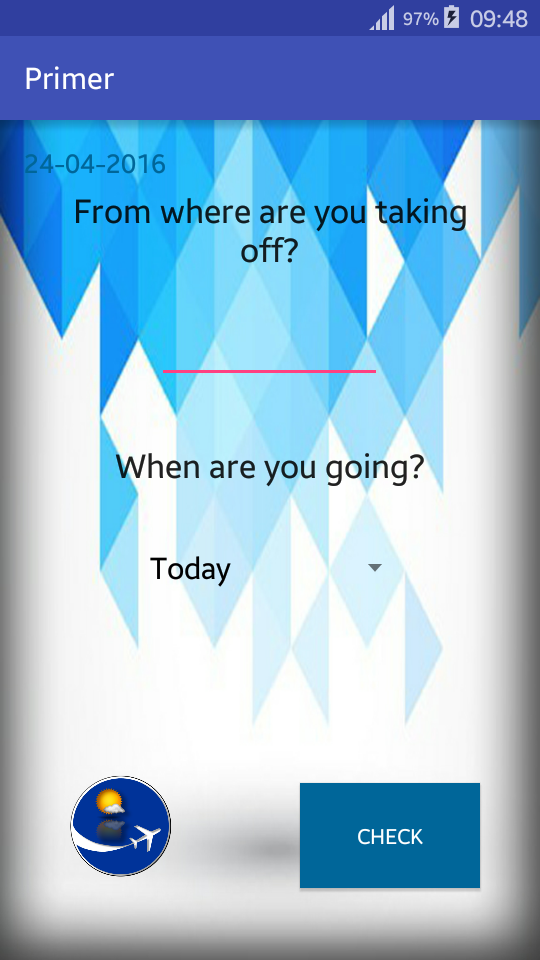 97% 09:48
Primer
24-04-2016
From where are you taking
off?
When are you going?
Today
CHECK